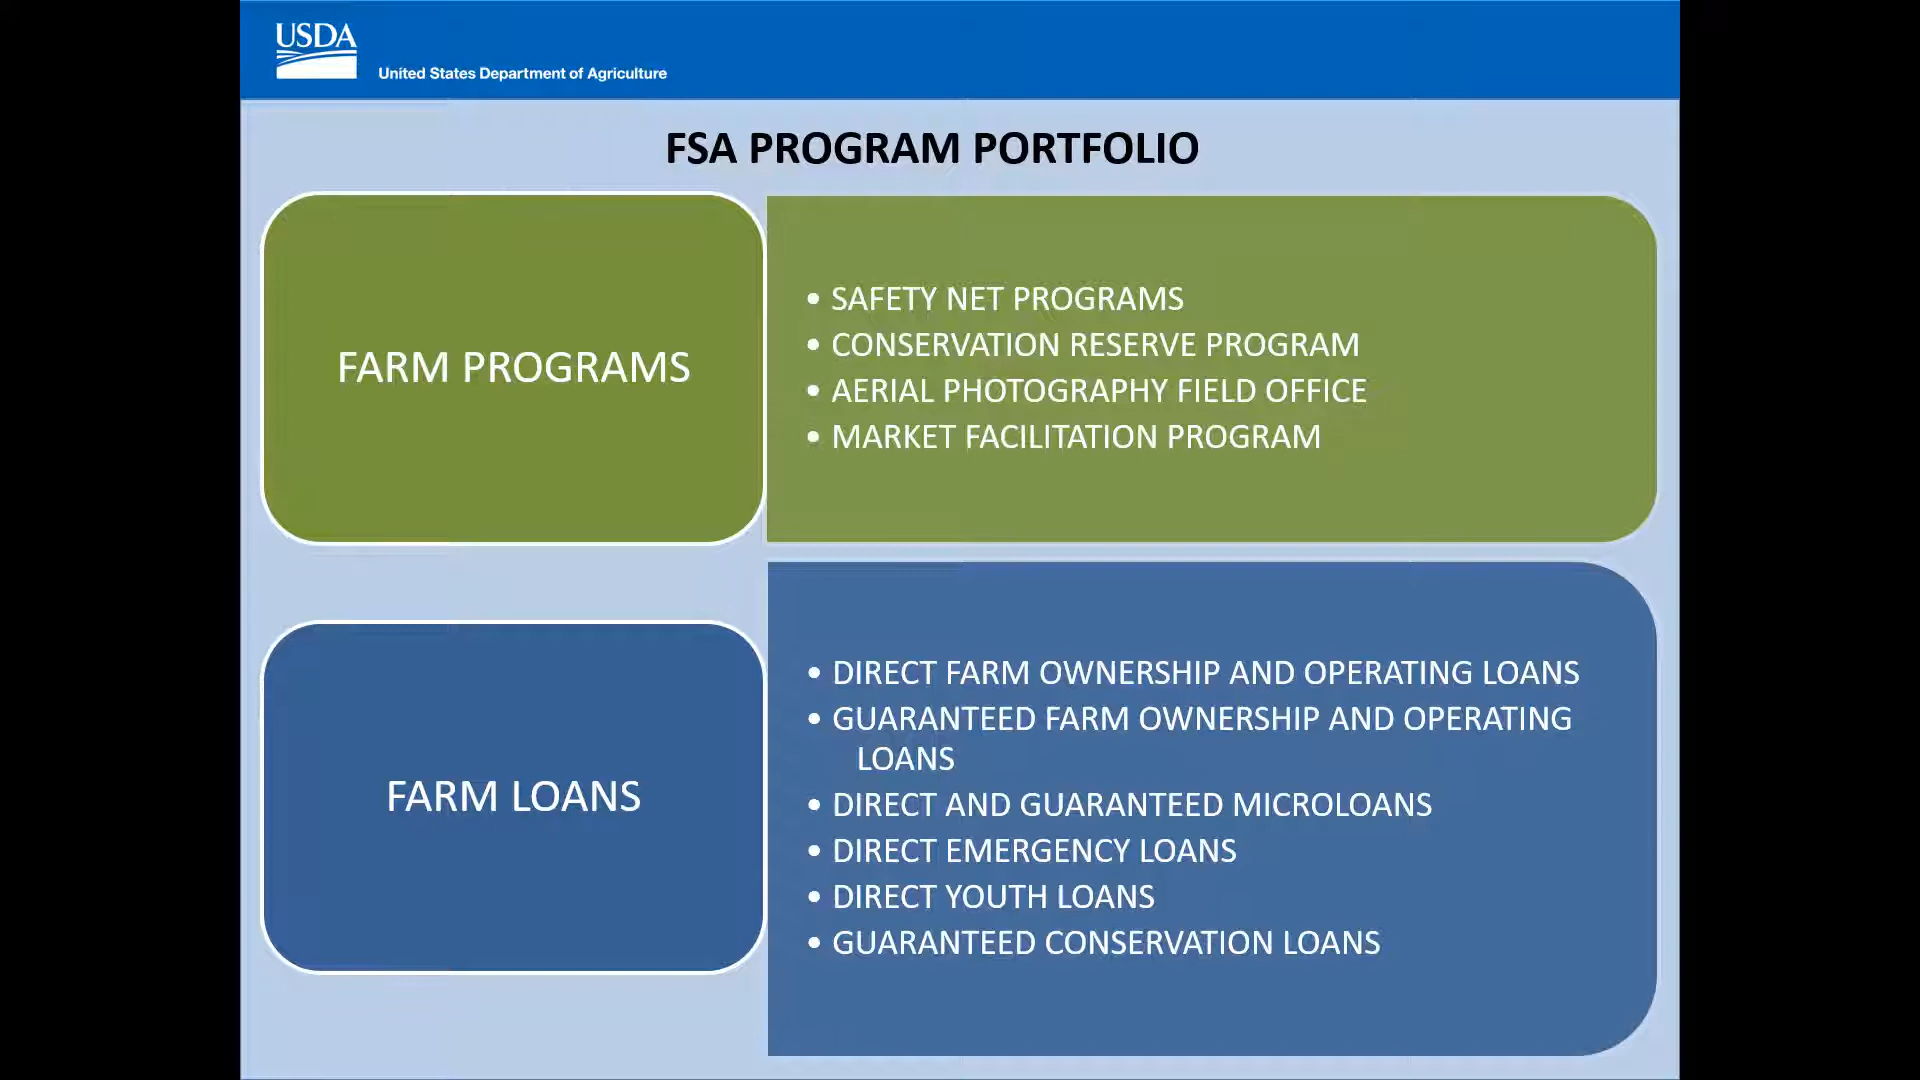 USDA
United States Department of Agriculture
FSA PROGRAM PORTFOLIO
FARM PROGRAMS
• SAFETY NET PROGRAMS
• CONSERVATION RESERVE PROGRAM
• AERIAL PHOTOGRAPHY FIELD OFFICE
• MARKET FACILITATION PROGRAM
FARM LOANS
• DIRECT FARM OWNERSHIP AND OPERATING LOANS
• GUARANTEED FARM OWNERSHIP AND OPERATING
LOANS
• DIRECT AND GUARANTEED MICROLOANS
• DIRECT EMERGENCY LOANS
• DIRECT YOUTH LOANS
• GUARANTEED CONSERVATION LOANS